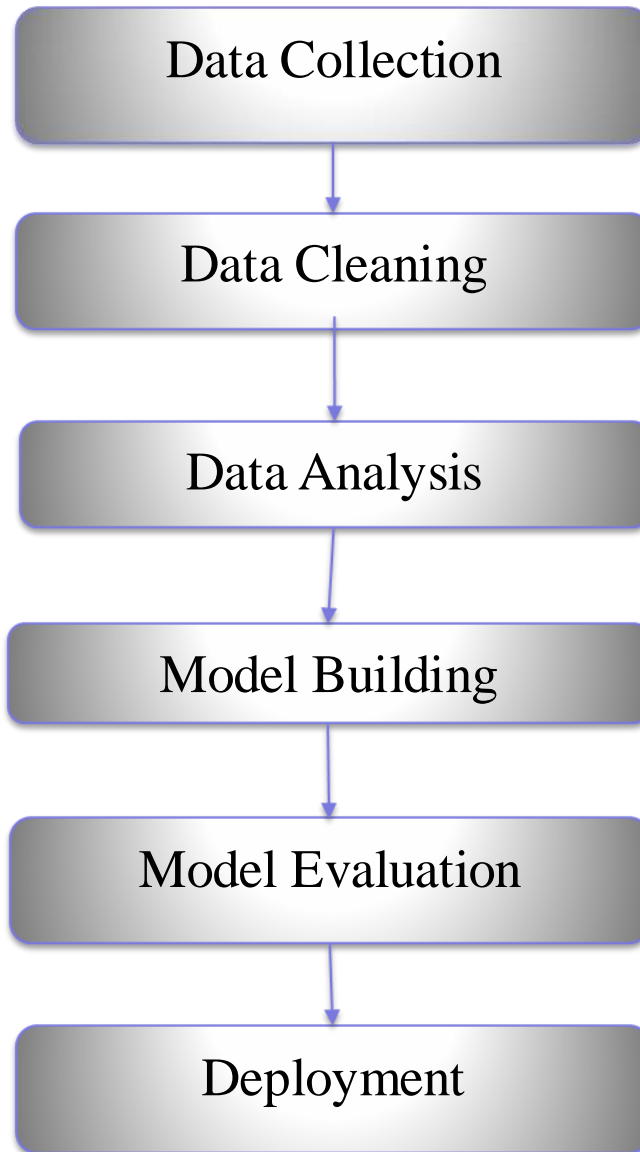 Data Collection
Data Cleaning
Data Analysis
Model Building
Model Evaluation
Deployment